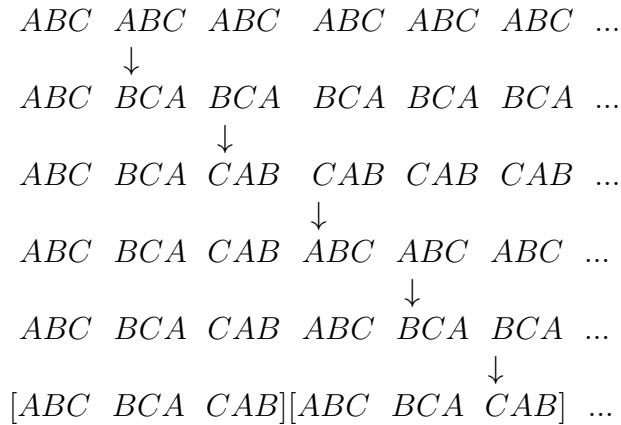 ABC ABC ABC ABC ABC ABC ...
↓
ABC BCA BCA BCA BCA BCA ...
↓
ABC BCA CAB CAB CAB CAB ...
↓
ABC BCA CAB ABC ABC ABC ...
↓
ABC BCA CAB ABC BCA BCA ...
↓
[ABC BCA CAB][ABC BCA CAB] ...